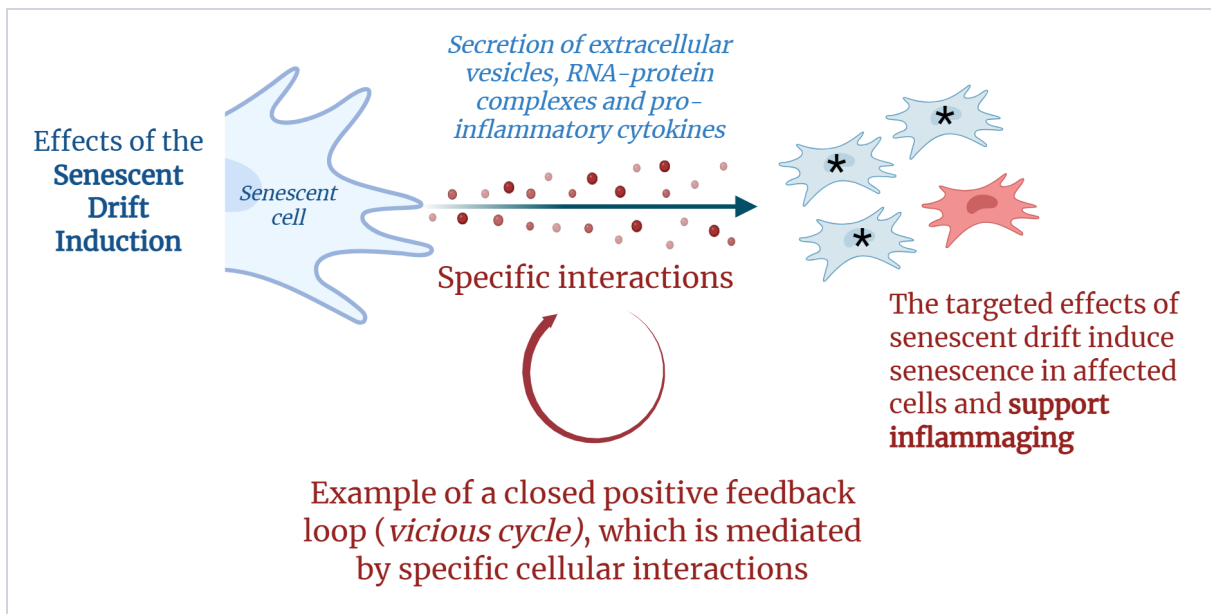 Effects of the
Senescent
Drift
Induction
Senescent
cell
Secretion of extracellular
vesicles, RNA-protein
complexes and pro-
inflammatory cytokines
Specific interactions
*
*
*
The targeted effects of
senescent drift induce
senescence in affected
cells and support
inflammaging
Example of a closed positive feedback
loop (vicious cycle), which is mediated
by specific cellular interactions